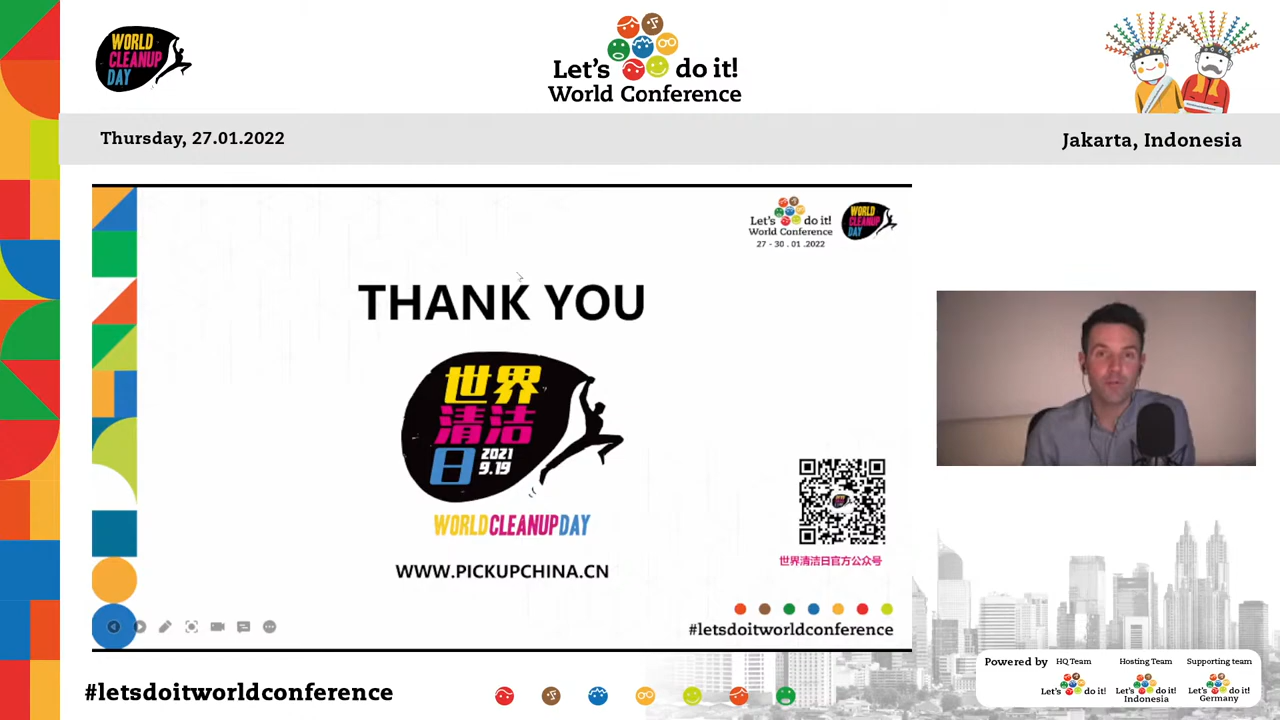 WORLD
CLEANUP
DAY
Let's do it!
World Conference
Thursday, 27.01.2022
Jakarta, Indonesia
Let's do it!
World Conference
27 - 30 . 01 .2022
WORLD
CLEANUP
DAY
THANK YOU
世界
清洁
日 2021
9.19
WORLDCLEANUPDAY
WWW.PICKUPCHINA.CN
世界清洁日官方公众号
#letsdoitworldconference
Powered by HQ Team Hosting Team Supporting team
Let's do it! Let's do it! Let's do it!
Indonesia Germany
#letsdoitworldconference